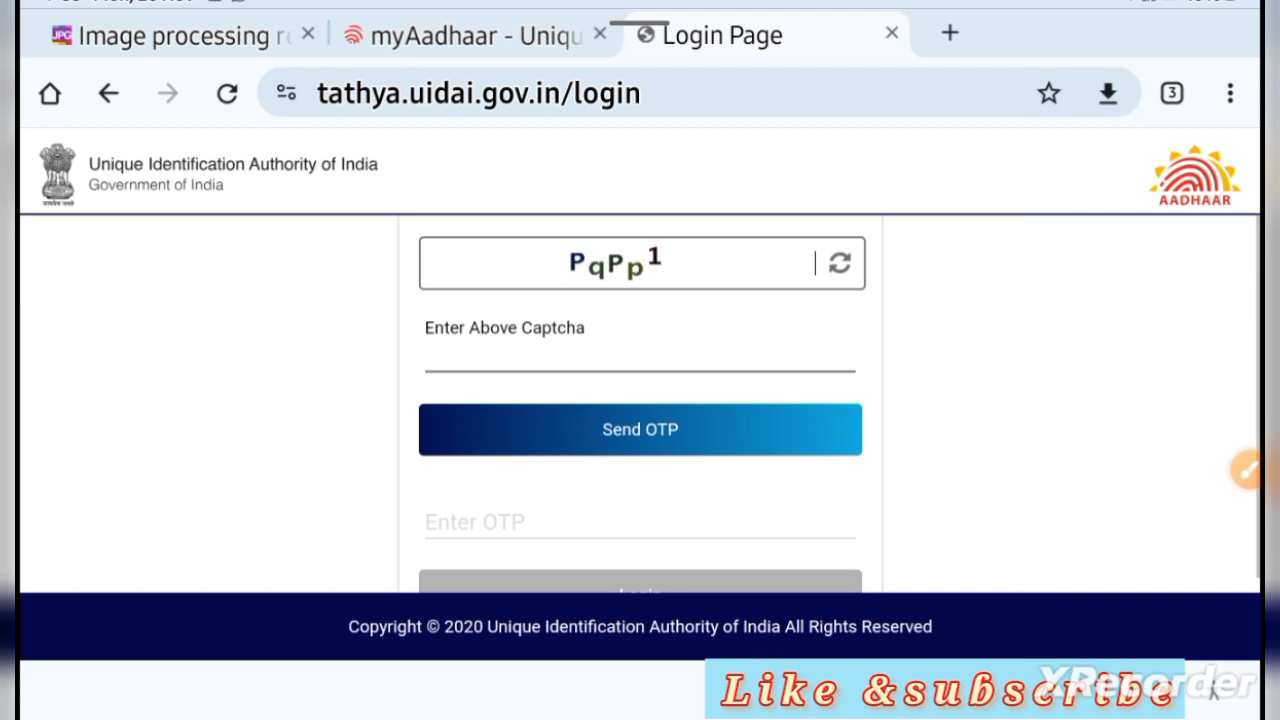 Image processing r
myAadhaar - Uniqu
Login Page
3
tathya.uidai.gov.in/login
Unique Identification Authority of India
Government of India
AADHAAR
PqPp1
Enter Above Captcha
Send OTP
Enter OTP
Copyright © 2020 Unique Identification Authority of India All Rights Reserved
Like &subscribe
XRecorder